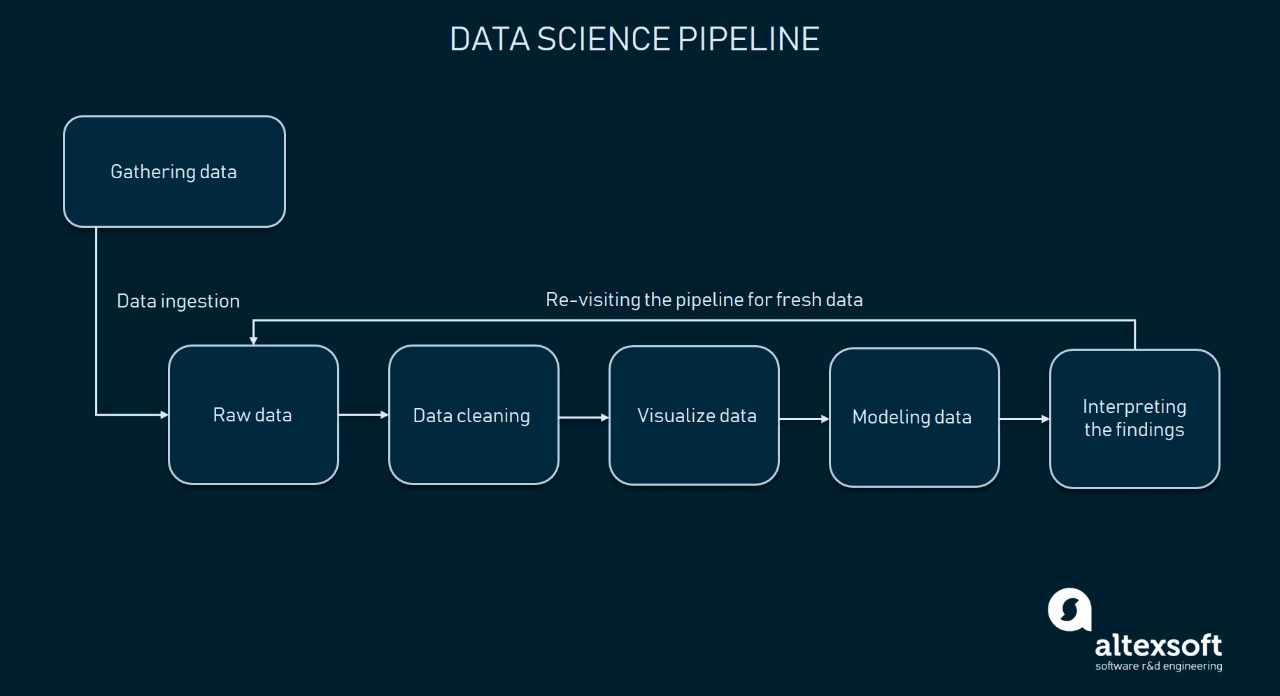 DATA SCIENCE PIPELINE
Gathering data
Data ingestion
Re-visiting the pipeline for fresh data
Raw data
Data cleaning
Visualize data
Modeling data
Interpreting
the findings
altexsoft
software r&d engineering